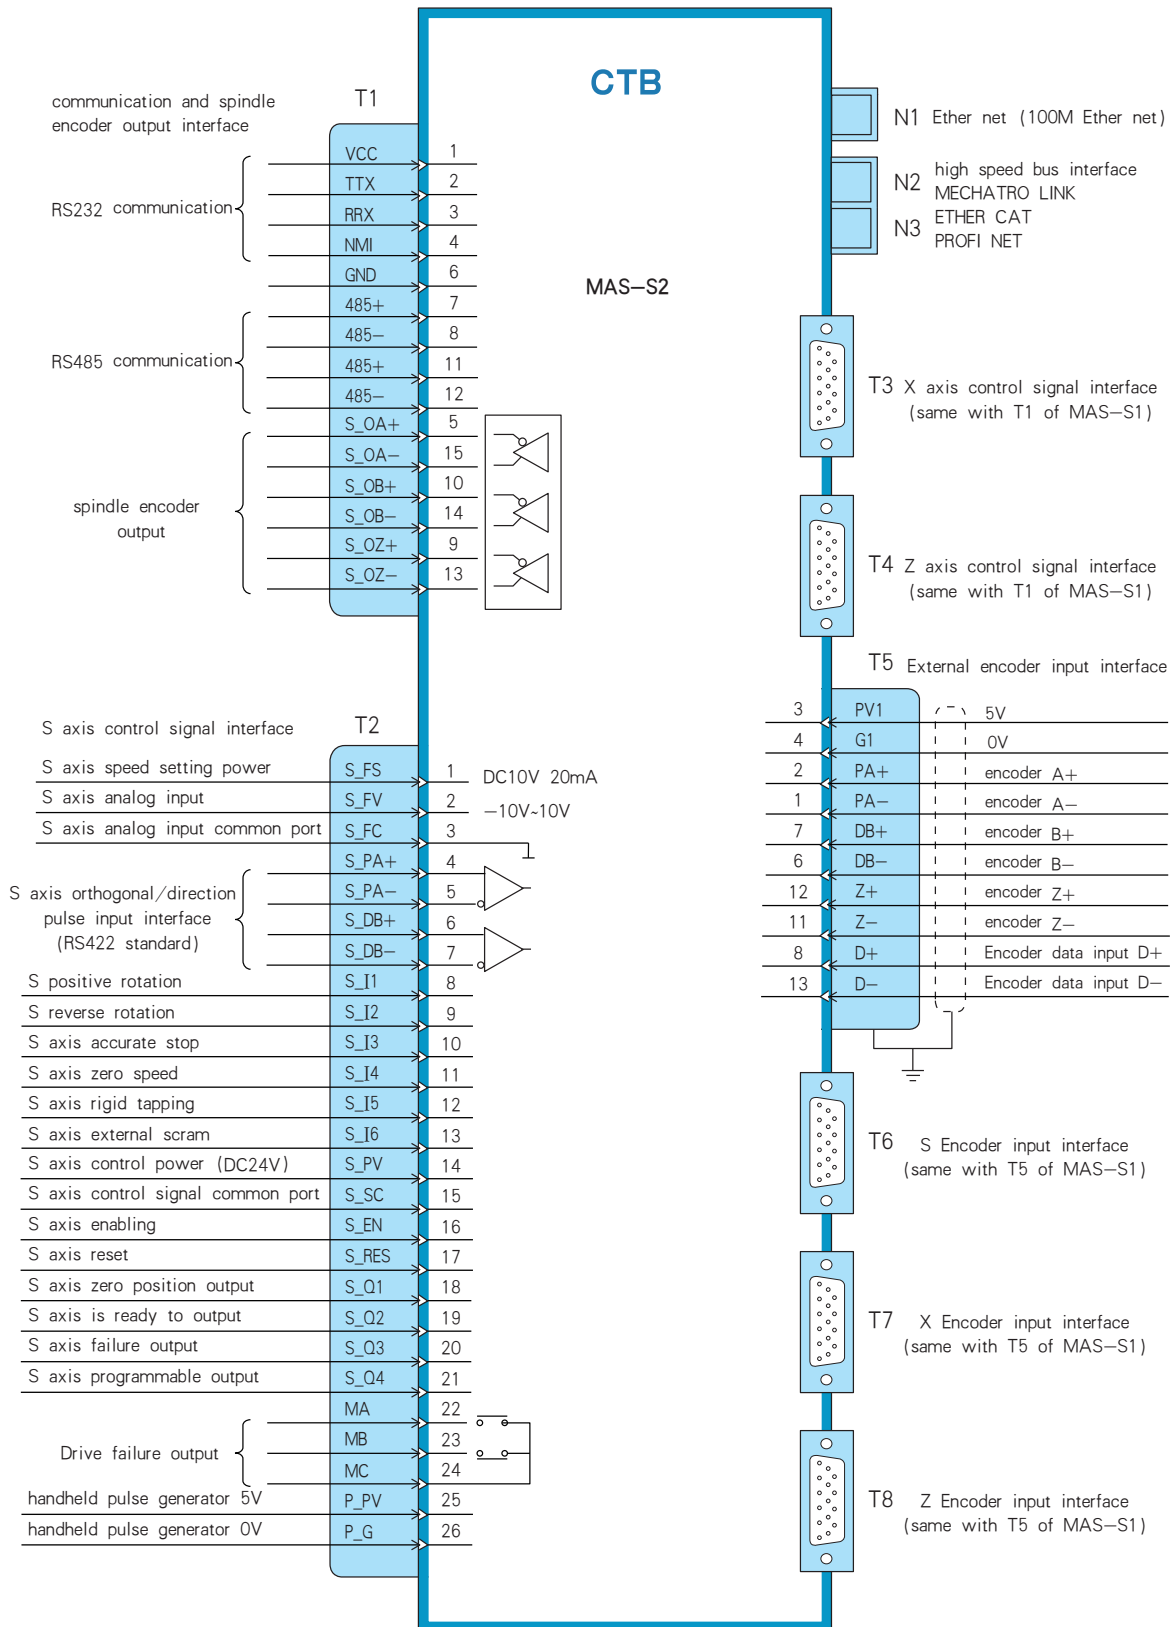 CTB
MAS-S2
communication and spindle
encoder output interface
T1
VCC 1
TTX 2
RRX 3
NMI 4
GND 6
RS232 communication
485+ 7
485- 8
485+ 11
485- 12
RS485 communication
S_OA+ 5
S_OA- 15
S_OB+ 10
S_OB- 14
S_OZ+ 9
S_OZ- 13
spindle encoder
output
S axis control signal interface
T2
S axis speed setting power S_FS 1 DC10V 20mA
S axis analog input S_FV 2 -10V~10V
S axis analog input common port S_FC 3
S_PA+ 4
S_PA- 5
S_DB+ 6
S_DB- 7
S axis orthogonal/direction
pulse input interface
(RS422 standard)
S positive rotation S_I1 8
S reverse rotation S_I2 9
S axis accurate stop S_I3 10
S axis zero speed S_I4 11
S axis rigid tapping S_I5 12
S axis external scram S_I6 13
S axis control power (DC24V) S_PV 14
S axis control signal common port S_SC 15
S axis enabling S_EN 16
S axis reset S_RES 17
S axis zero position output S_Q1 18
S axis is ready to output S_Q2 19
S axis failure output S_Q3 20
S axis programmable output S_Q4 21
MA 22
MB 23
MC 24
Drive failure output
handheld pulse generator 5V P_PV 25
handheld pulse generator 0V P_G 26
N1 Ether net (100M Ether net)
N2 high speed bus interface
MECHATRO LINK
N3 ETHER CAT
PROFI NET
T3 X axis control signal interface
(same with T1 of MAS-S1)
T4 Z axis control signal interface
(same with T1 of MAS-S1)
T5 External encoder input interface
3 PV1 5V
4 G1 0V
2 PA+ encoder A+
1 PA- encoder A-
7 DB+ encoder B+
6 DB- encoder B-
12 Z+ encoder Z+
11 Z- encoder Z-
8 D+ Encoder data input D+
13 D- Encoder data input D-
T6 S Encoder input interface
(same with T5 of MAS-S1)
T7 X Encoder input interface
(same with T5 of MAS-S1)
T8 Z Encoder input interface
(same with T5 of MAS-S1)